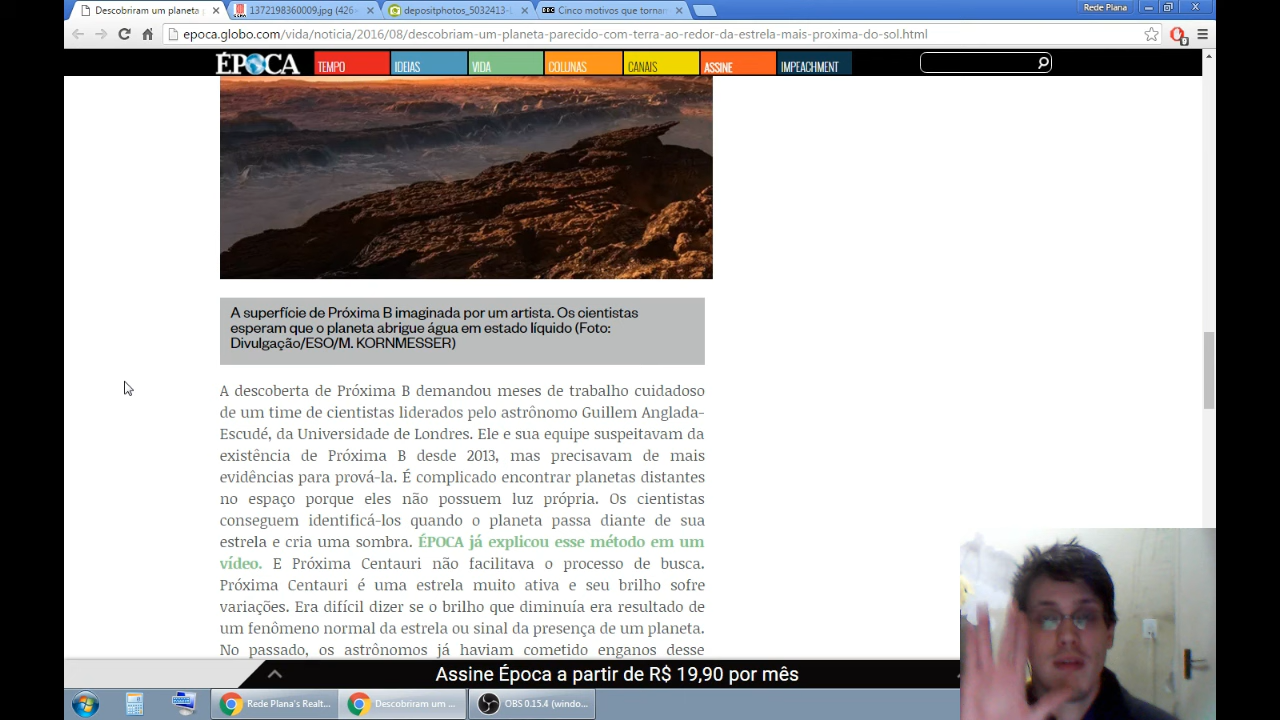 Descobriram um planeta
1372198360009.jpg (426×
depositphotos_5032413-
BBC Cinco motivos que tornam
Rede Plana
epoca.globo.com/vida/noticia/2016/08/descobriam-um-planeta-parecido-com-terra-ao-redor-da-estrela-mais-proxima-do-sol.html
ÉPOCA TEMPO IDEIAS VIDA COLUNAS CANAIS ASSINE IMPEACHMENT
A superfície de Próxima B imaginada por um artista. Os cientistas
esperam que o planeta abrigue água em estado líquido (Foto:
Divulgação/ESO/M. KORNMESSER)
A descoberta de Próxima B demandou meses de trabalho cuidadoso
de um time de cientistas liderados pelo astrônomo Guillem Anglada-
Escudé, da Universidade de Londres. Ele e sua equipe suspeitavam da
existência de Próxima B desde 2013, mas precisavam de mais
evidências para prová-la. É complicado encontrar planetas distantes
no espaço porque eles não possuem luz própria. Os cientistas
conseguem identificá-los quando o planeta passa diante de sua
estrela e cria uma sombra. ÉPOCA já explicou esse método em um
vídeo. E Próxima Centauri não facilitava o processo de busca.
Próxima Centauri é uma estrela muito ativa e seu brilho sofre
variações. Era difícil dizer se o brilho que diminuía era resultado de
um fenômeno normal da estrela ou sinal da presença de um planeta.
No passado, os astrônomos já haviam cometido enganos desse
Assine Época a partir de R$ 19,90 por mês
Rede Plana's Realt...
Descobriram um ...
OBS 0.15.4 (windo...